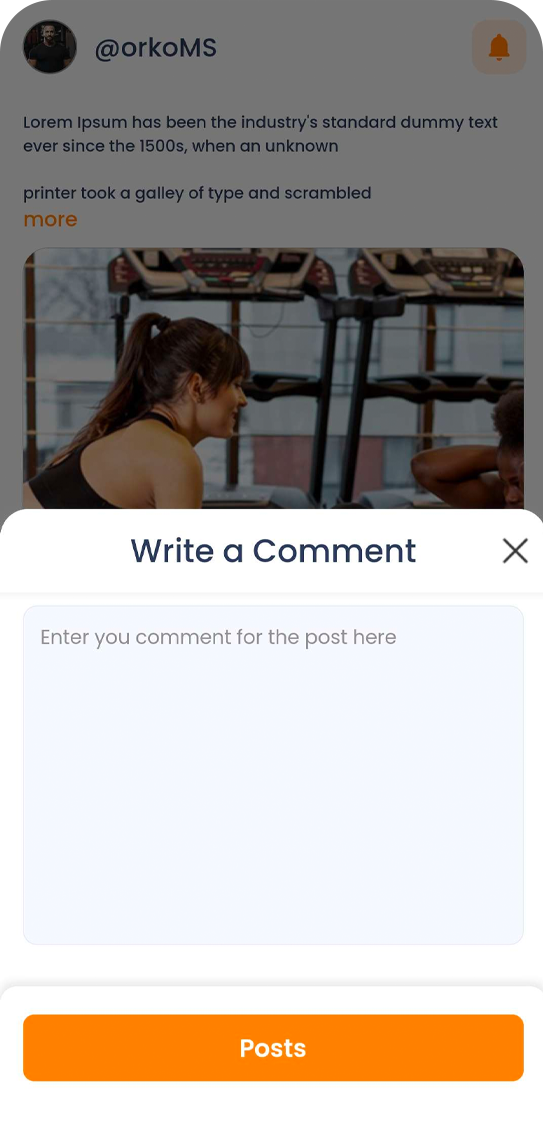 @orkoMS
Lorem Ipsum has been the industry's standard dummy text
ever since the 1500s, when an unknown
printer took a galley of type and scrambled
more
Write a Comment
Enter you comment for the post here
Posts